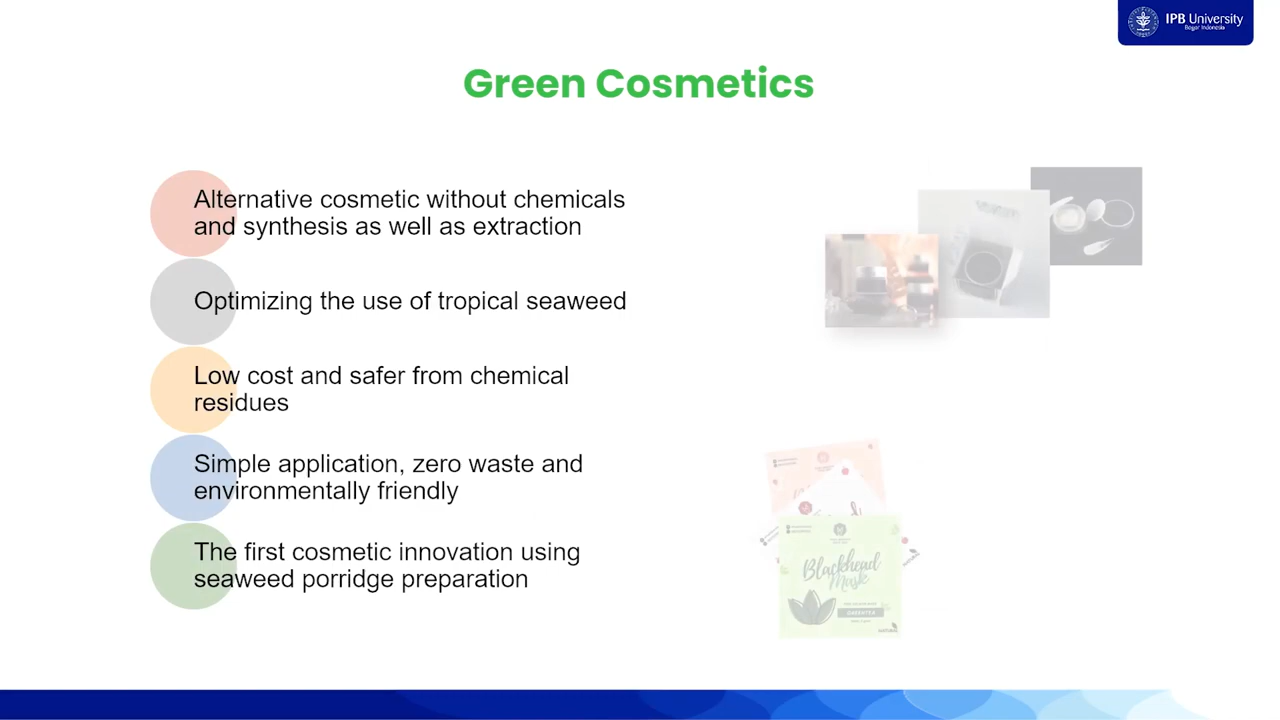 IPB University
Bogor Indonesia
Green Cosmetics
Alternative cosmetic without chemicals
and synthesis as well as extraction
Optimizing the use of tropical seaweed
Low cost and safer from chemical
residues
Simple application, zero waste and
environmentally friendly
The first cosmetic innovation using
seaweed porridge preparation
Blackhead
Mask
GREENTEA
NATURAL